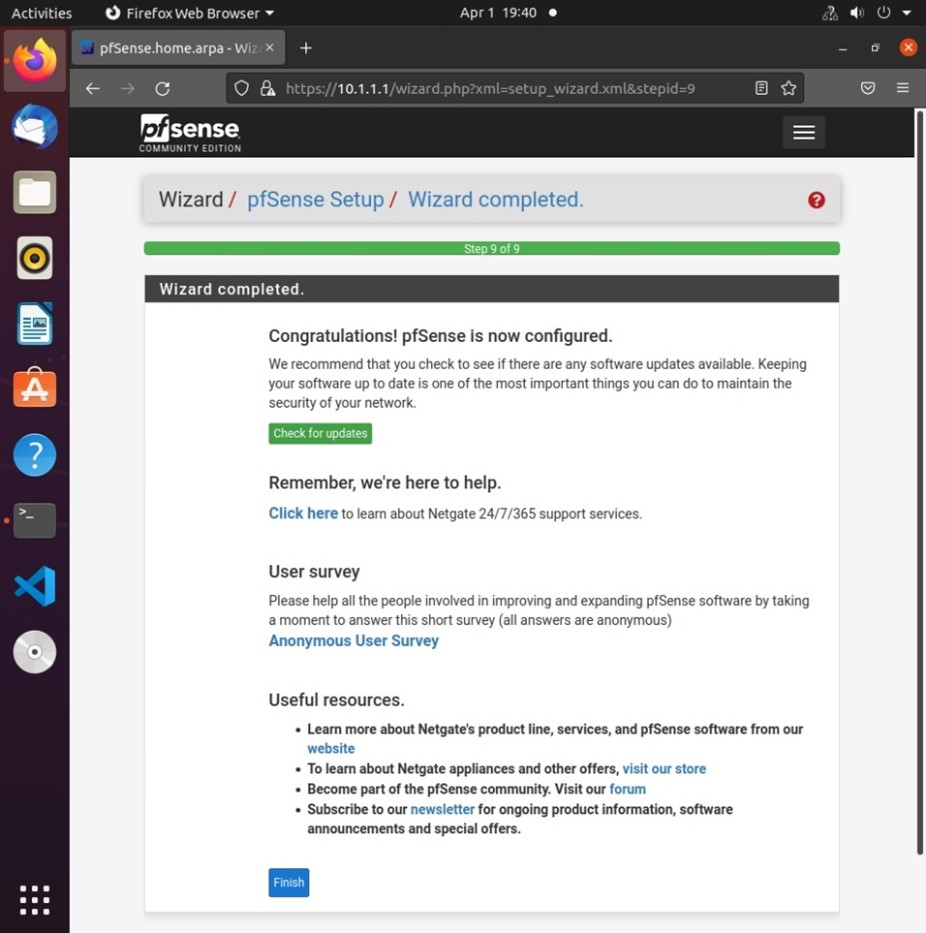 Activities
Firefox Web Browser
Apr 1 19:40
pfSense.home.arpa - Wiz
https://10.1.1.1/wizard.php?xml=setup_wizard.xml&stepid=9
pfsense
COMMUNITY EDITION
Wizard / pfSense Setup / Wizard completed.
Step 9 of 9
Wizard completed.
Congratulations! pfSense is now configured.
We recommend that you check to see if there are any software updates available. Keeping
your software up to date is one of the most important things you can do to maintain the
security of your network.
Check for updates
Remember, we're here to help.
Click here to learn about Netgate 24/7/365 support services.
User survey
Please help all the people involved in improving and expanding pfSense software by taking
a moment to answer this short survey (all answers are anonymous)
Anonymous User Survey
Useful resources.
• Learn more about Netgate's product line, services, and pfSense software from our
website
• To learn about Netgate appliances and other offers, visit our store
• Become part of the pfSense community. Visit our forum
• Subscribe to our newsletter for ongoing product information, software
announcements and special offers.
Finish